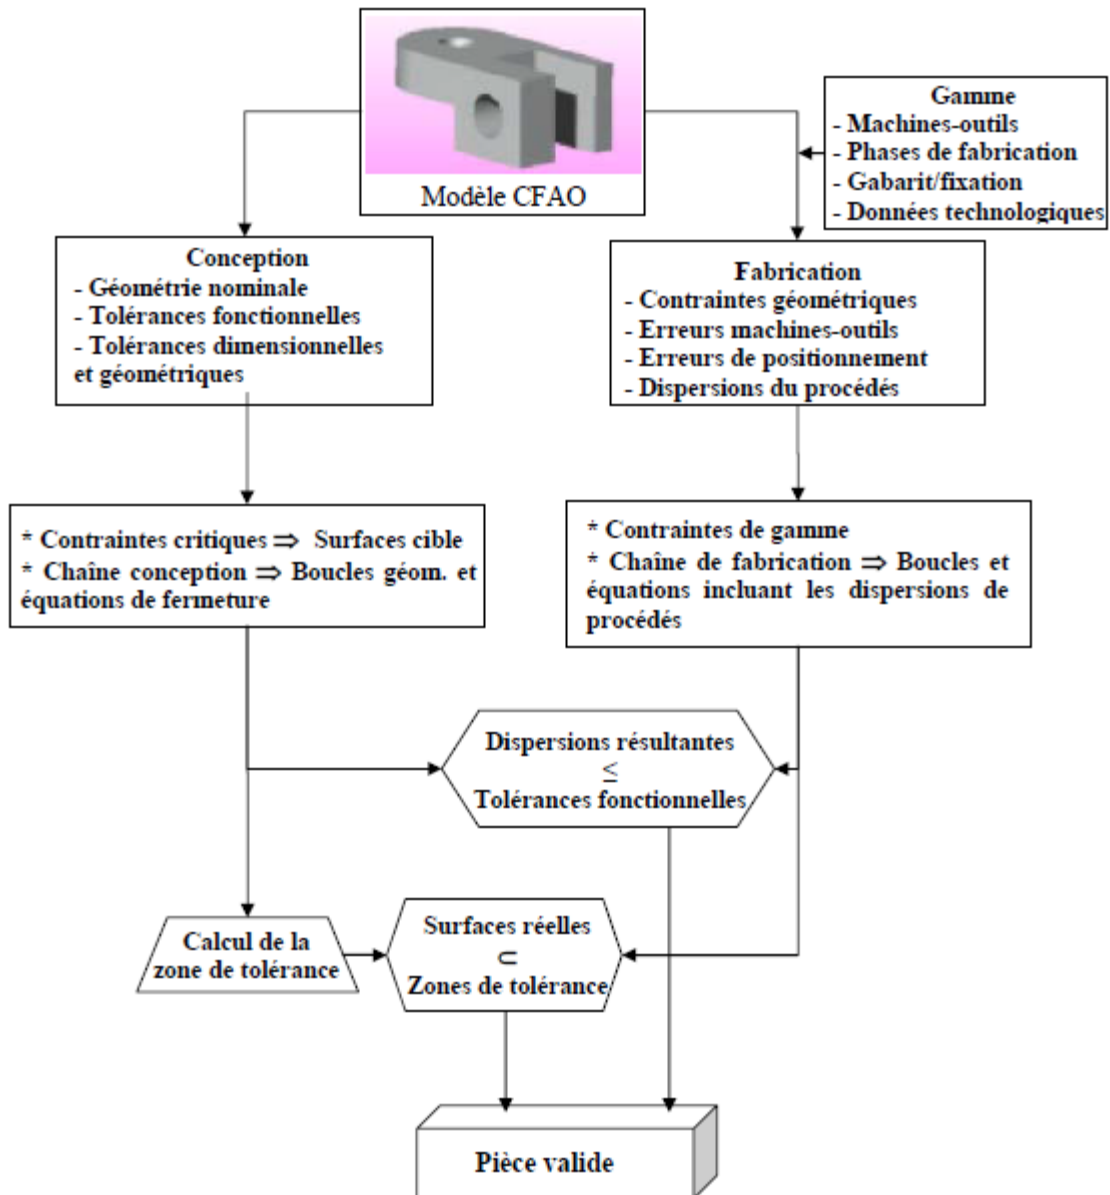 Modèle CFAO
Gamme
- Machines-outils
- Phases de fabrication
- Gabarit/fixation
- Données technologiques
Conception
- Géométrie nominale
- Tolérances fonctionnelles
- Tolérances dimensionnelles
et géométriques
Fabrication
- Contraintes géométriques
- Erreurs machines-outils
- Erreurs de positionnement
- Dispersions du procédés
* Contraintes critiques ⇒ Surfaces cible
* Chaîne conception ⇒ Boucles géom. et
équations de fermeture
* Contraintes de gamme
* Chaîne de fabrication ⇒ Boucles et
équations incluant les dispersions de
procédés
Dispersions résultantes
≤
Tolérances fonctionnelles
Calcul de la
zone de tolérance
Surfaces réelles
⊂
Zones de tolérance
Pièce valide